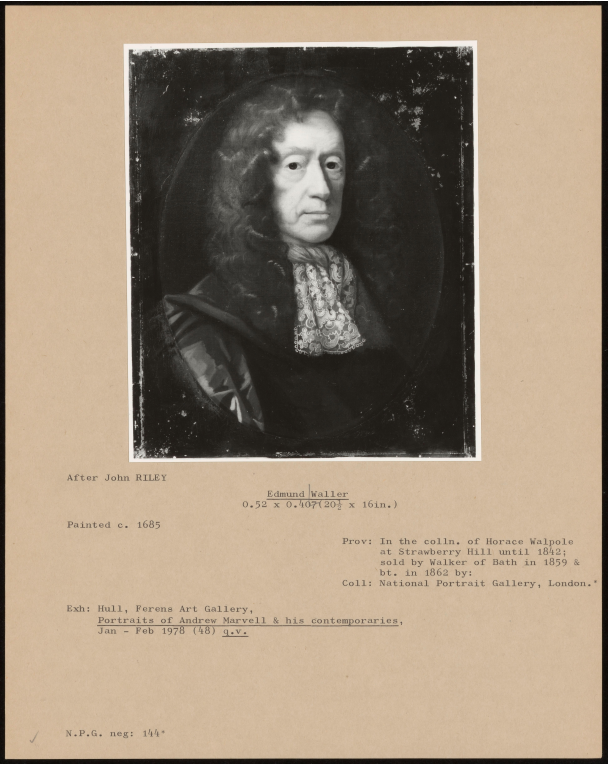 After John RILEY
Edmund Waller
0.52 x 0.407(20½ x 16in.)
Painted c. 1685
Prov: In the colln. of Horace Walpole
at Strawberry Hill until 1842;
sold by Walker of Bath in 1859 &
bt. in 1862 by:
Coll: National Portrait Gallery, London.*
Exh: Hull, Ferens Art Gallery,
Portraits of Andrew Marvell & his contemporaries,
Jan - Feb 1978 (48) q.v.
N.P.G. neg: 144*